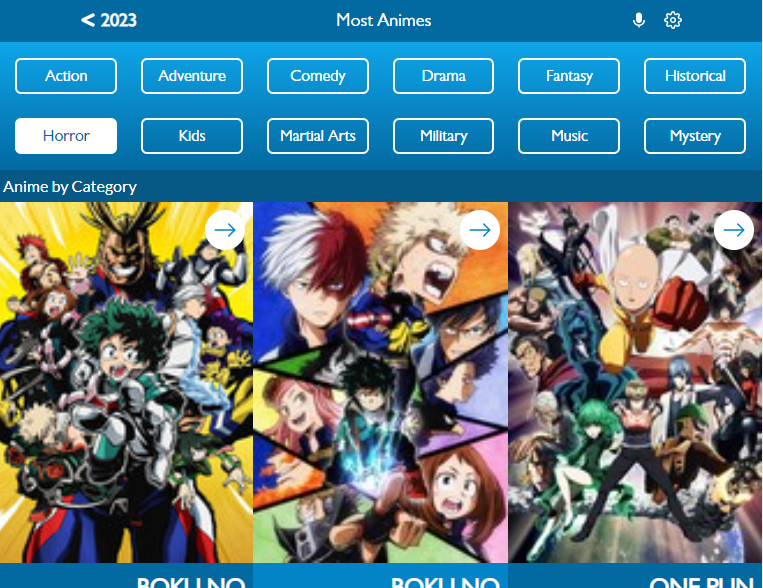 < 2023
Most Animes
Action
Adventure
Comedy
Drama
Fantasy
Historical
Horror
Kids
Martial Arts
Military
Music
Mystery
Anime by Category
BOKU NO
BOKU NO
ONE PUN